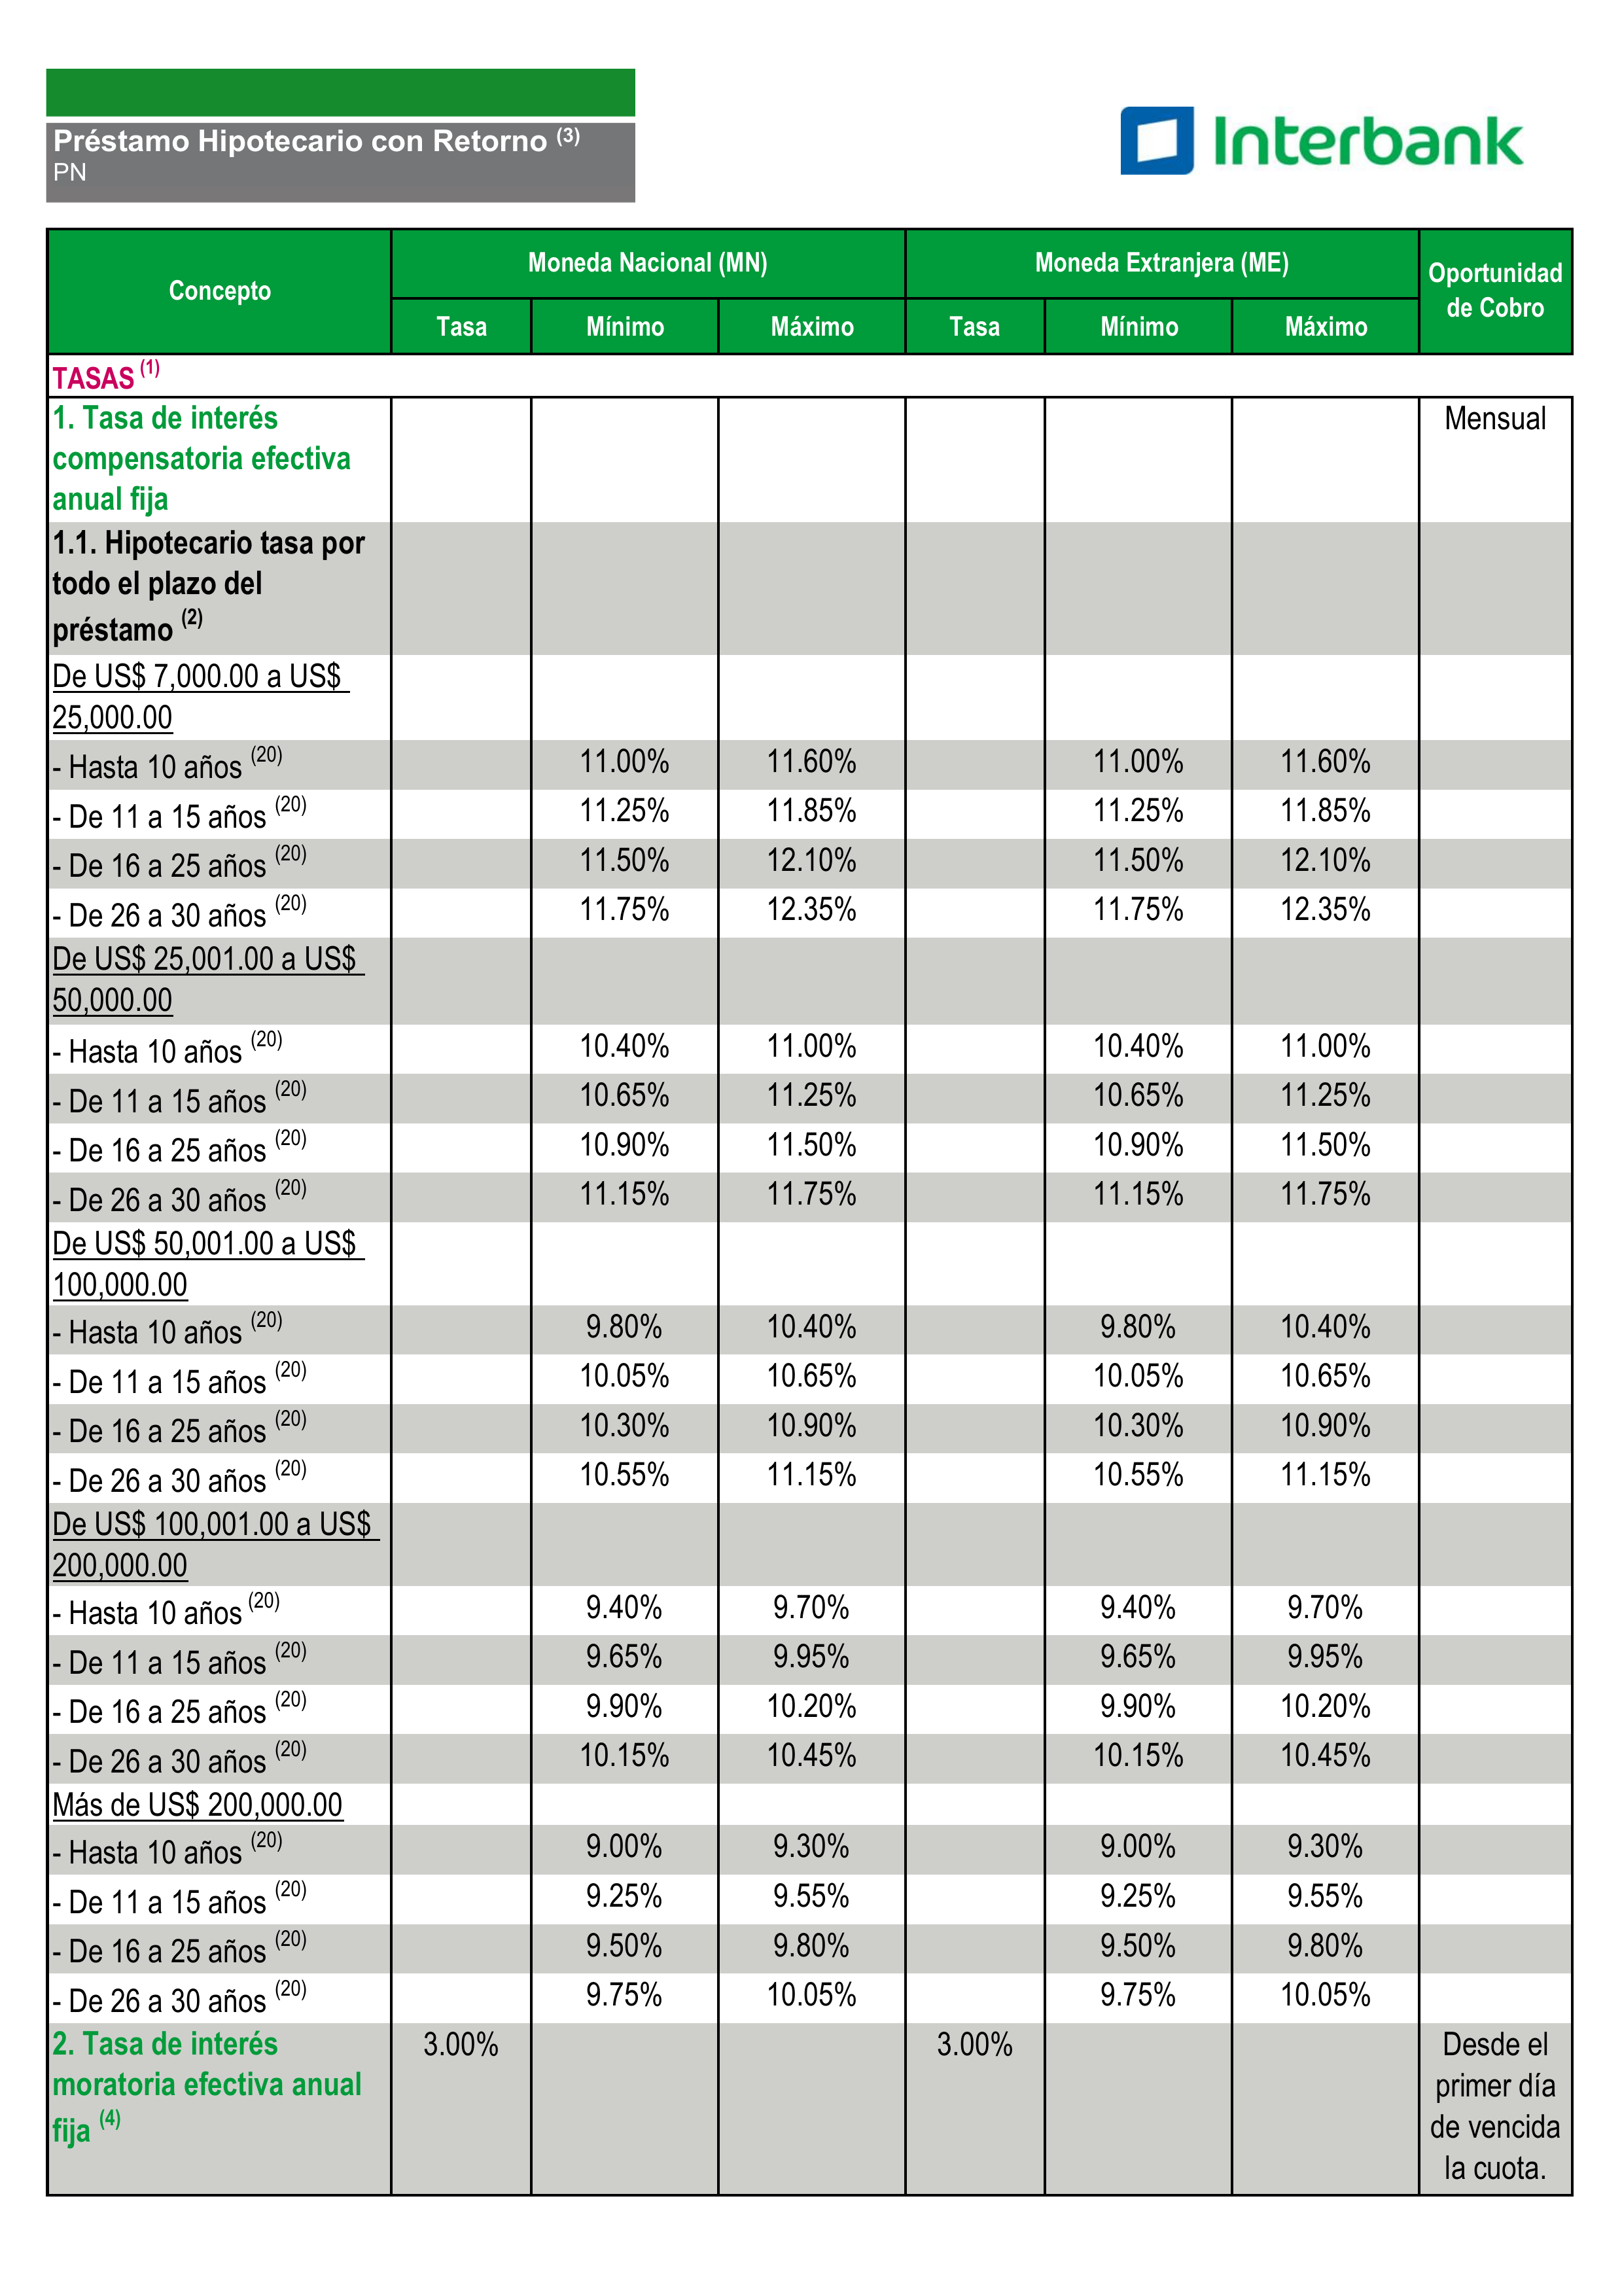 Préstamo Hipotecario con Retorno (3)
PN
Interbank
Concepto
Moneda Nacional (MN)
Moneda Extranjera (ME)
Oportunidad
de Cobro
Tasa Mínimo Máximo Tasa Mínimo Máximo
TASAS (1)
1. Tasa de interés
compensatoria efectiva
anual fija
Mensual
1.1. Hipotecario tasa por
todo el plazo del
préstamo (2)
De US$ 7,000.00 a US$
25,000.00
- Hasta 10 años (20) 11.00% 11.60% 11.00% 11.60%
- De 11 a 15 años (20) 11.25% 11.85% 11.25% 11.85%
- De 16 a 25 años (20) 11.50% 12.10% 11.50% 12.10%
- De 26 a 30 años (20) 11.75% 12.35% 11.75% 12.35%
De US$ 25,001.00 a US$
50,000.00
- Hasta 10 años (20) 10.40% 11.00% 10.40% 11.00%
- De 11 a 15 años (20) 10.65% 11.25% 10.65% 11.25%
- De 16 a 25 años (20) 10.90% 11.50% 10.90% 11.50%
- De 26 a 30 años (20) 11.15% 11.75% 11.15% 11.75%
De US$ 50,001.00 a US$
100,000.00
- Hasta 10 años (20) 9.80% 10.40% 9.80% 10.40%
- De 11 a 15 años (20) 10.05% 10.65% 10.05% 10.65%
- De 16 a 25 años (20) 10.30% 10.90% 10.30% 10.90%
- De 26 a 30 años (20) 10.55% 11.15% 10.55% 11.15%
De US$ 100,001.00 a US$
200,000.00
- Hasta 10 años (20) 9.40% 9.70% 9.40% 9.70%
- De 11 a 15 años (20) 9.65% 9.95% 9.65% 9.95%
- De 16 a 25 años (20) 9.90% 10.20% 9.90% 10.20%
- De 26 a 30 años (20) 10.15% 10.45% 10.15% 10.45%
Más de US$ 200,000.00
- Hasta 10 años (20) 9.00% 9.30% 9.00% 9.30%
- De 11 a 15 años (20) 9.25% 9.55% 9.25% 9.55%
- De 16 a 25 años (20) 9.50% 9.80% 9.50% 9.80%
- De 26 a 30 años (20) 9.75% 10.05% 9.75% 10.05%
2. Tasa de interés
moratoria efectiva anual
fija (4)
3.00% 3.00%
Desde el
primer día
de vencida
la cuota.